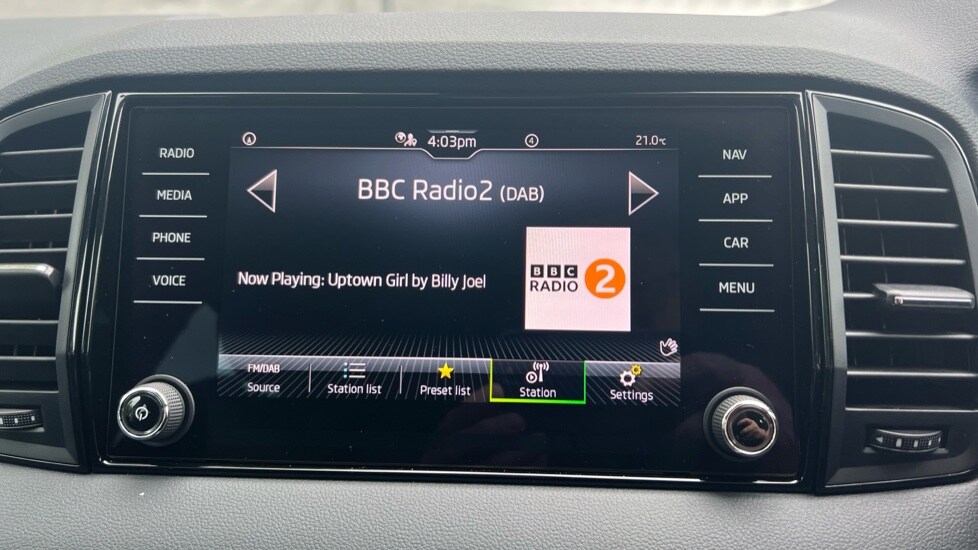 4:03pm
4
21.0°C
RADIO
MEDIA
PHONE
VOICE
BBC Radio2 (DAB)
Now Playing: Uptown Girl by Billy Joel
BBC
RADIO 2
NAV
APP
CAR
MENU
FM/DAB
Source
Station list
Preset list
Station
Settings